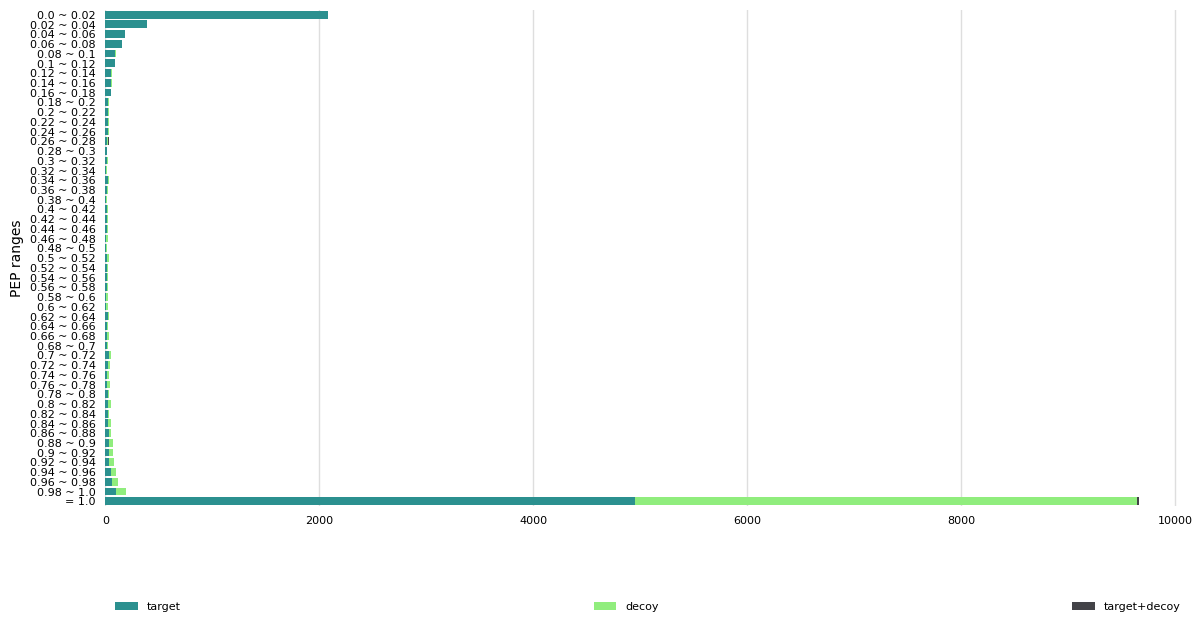 0.0 ~ 0.02
0.02 ~ 0.04
0.04 ~ 0.06
0.06 ~ 0.08
0.08 ~ 0.1
0.1 ~ 0.12
0.12 ~ 0.14
0.14 ~ 0.16
0.16 ~ 0.18
0.18 ~ 0.2
0.2 ~ 0.22
0.22 ~ 0.24
0.24 ~ 0.26
0.26 ~ 0.28
0.28 ~ 0.3
0.3 ~ 0.32
0.32 ~ 0.34
0.34 ~ 0.36
0.36 ~ 0.38
0.38 ~ 0.4
0.4 ~ 0.42
0.42 ~ 0.44
0.44 ~ 0.46
0.46 ~ 0.48
0.48 ~ 0.5
0.5 ~ 0.52
0.52 ~ 0.54
0.54 ~ 0.56
0.56 ~ 0.58
0.58 ~ 0.6
0.6 ~ 0.62
0.62 ~ 0.64
0.64 ~ 0.66
0.66 ~ 0.68
0.68 ~ 0.7
0.7 ~ 0.72
0.72 ~ 0.74
0.74 ~ 0.76
0.76 ~ 0.78
0.78 ~ 0.8
0.8 ~ 0.82
0.82 ~ 0.84
0.84 ~ 0.86
0.86 ~ 0.88
0.88 ~ 0.9
0.9 ~ 0.92
0.92 ~ 0.94
0.94 ~ 0.96
0.96 ~ 0.98
0.98 ~ 1.0
= 1.0
PEP ranges
0 2000 4000 6000 8000 10000
target decoy target+decoy